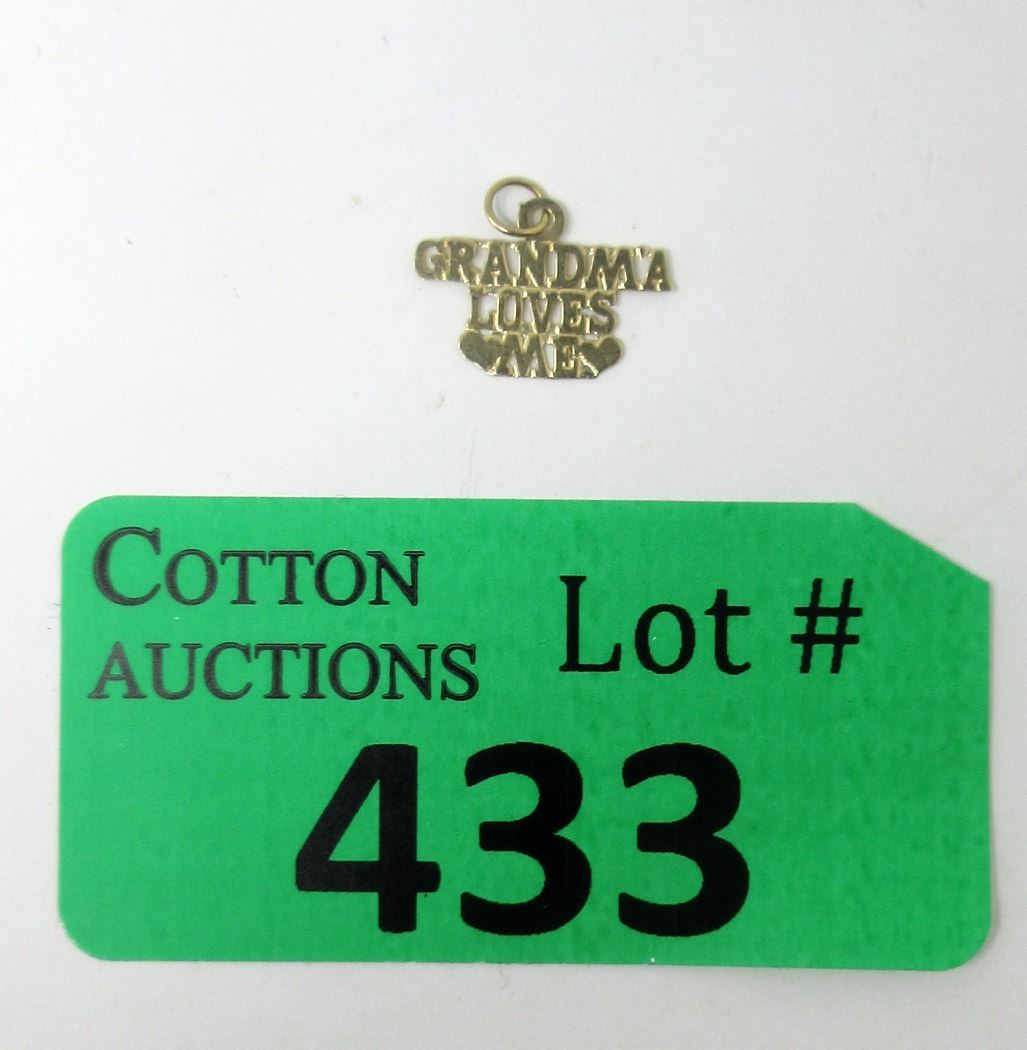 GRANDMA
LOVES
♥ME♥
COTTON
AUCTIONS
Lot #
433